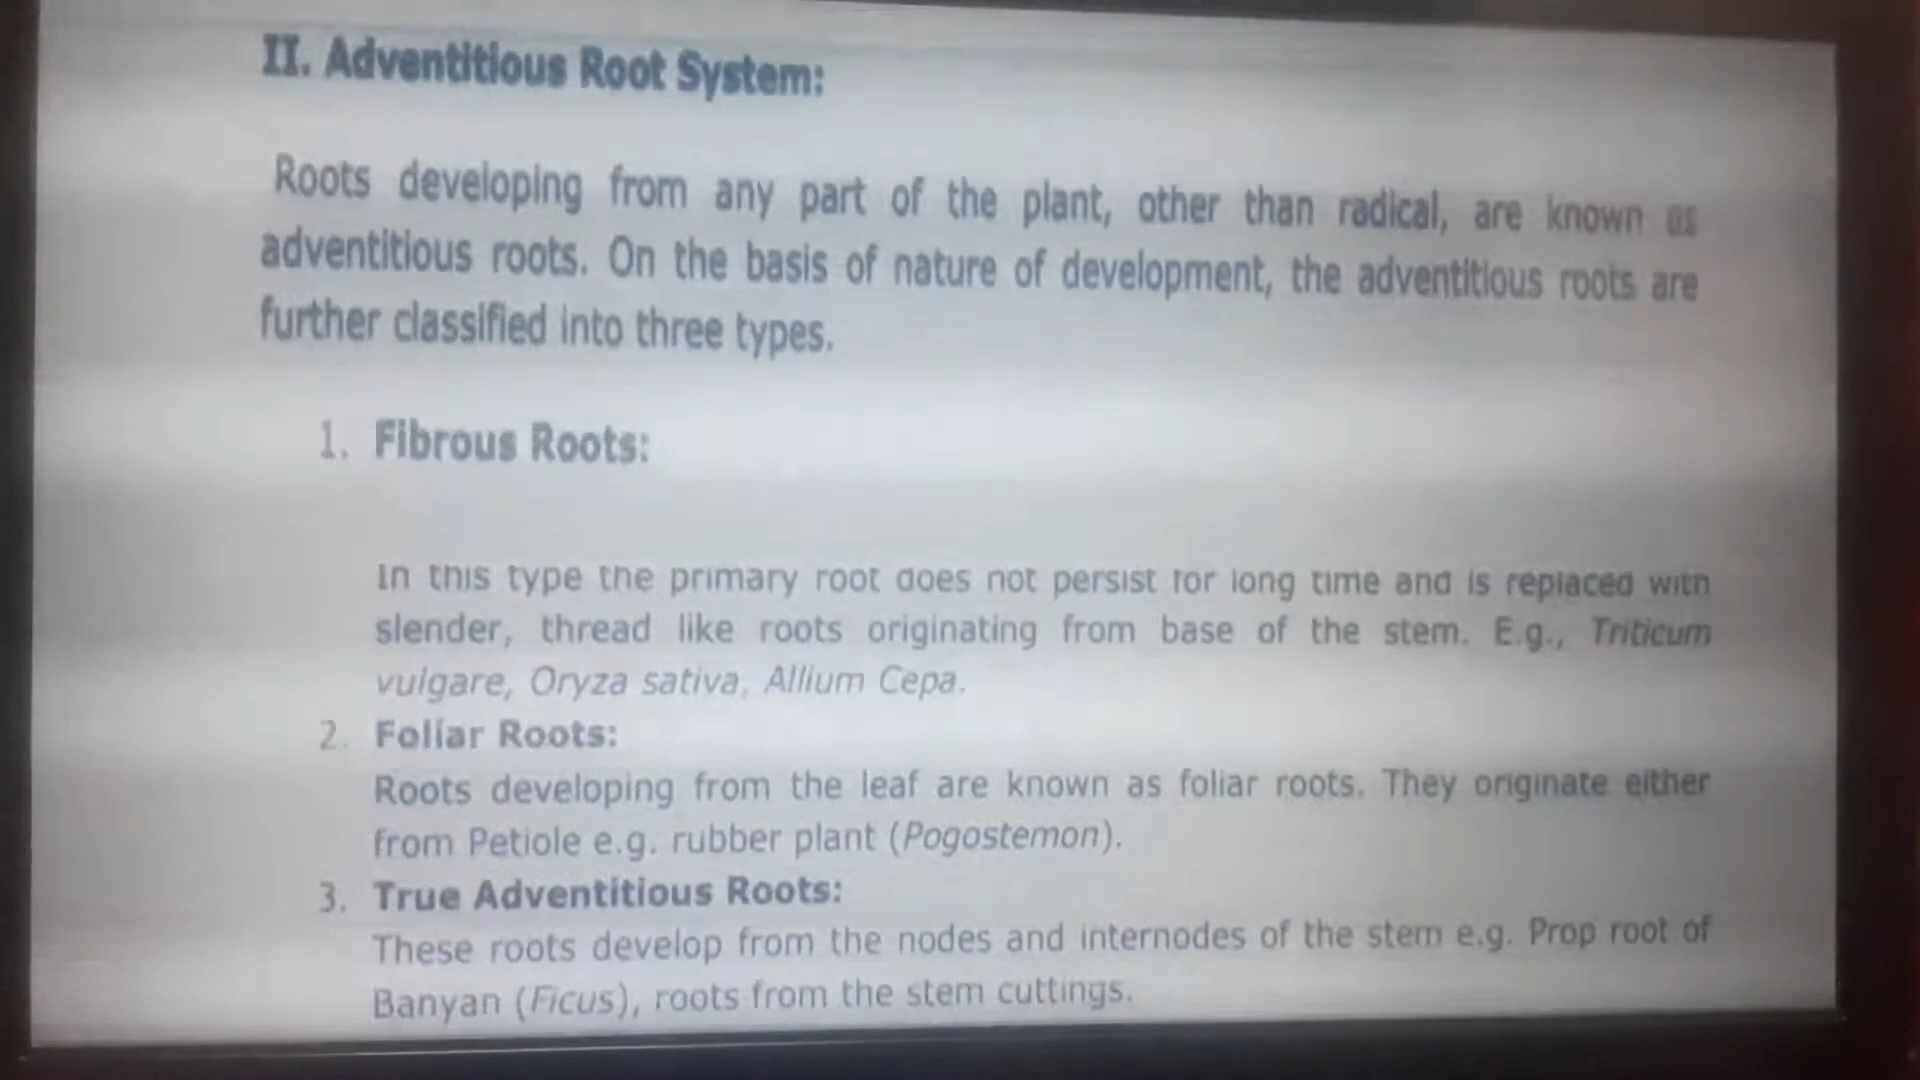 II. Adventitious Root System:
Roots developing from any part of the plant, other than radical, are known as
adventitious roots. On the basis of nature of development, the adventitious roots are
further classified into three types.
1. Fibrous Roots:
In this type the primary root does not persist for long time and is replaced with
slender, thread like roots originating from base of the stem. E.g., Triticum
vulgare, Oryza sativa, Allium Cepa.
2. Foliar Roots:
Roots developing from the leaf are known as foliar roots. They originate either
from Petiole e.g. rubber plant (Pogostemon).
3. True Adventitious Roots:
These roots develop from the nodes and internodes of the stem e.g. Prop root of
Banyan (Ficus), roots from the stem cuttings.